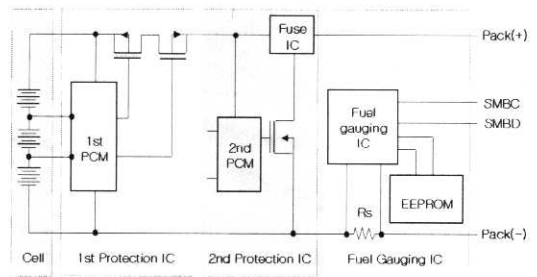 Fuse
IC
Pack(+)
1st
PCM
2nd
PCM
Fuel
gauging
IC
SMBC
SMBD
EEPROM
Rs
Pack(-)
Cell
1st Protection IC
2nd Protection IC
Fuel Gauging IC